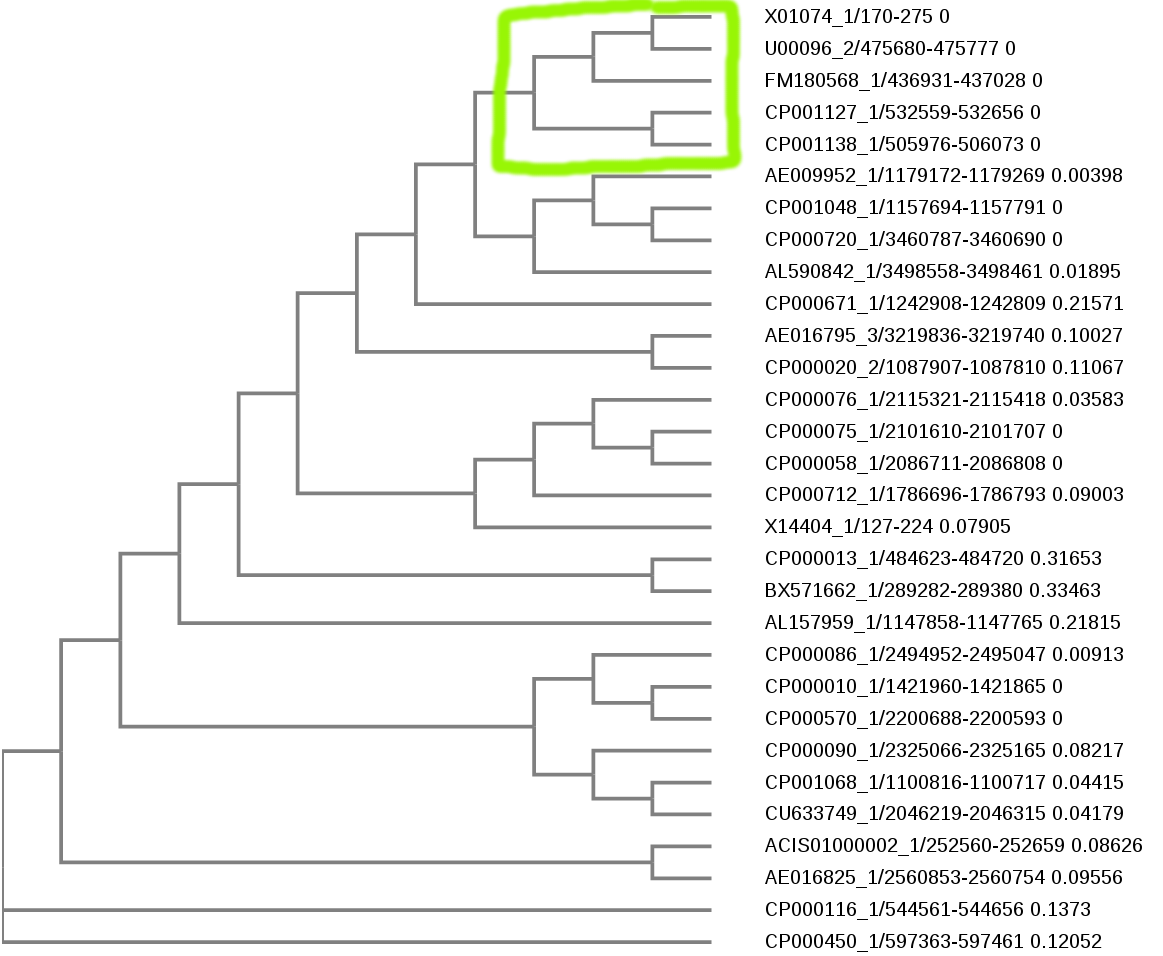 X01074_1/170-275 0
U00096_2/475680-475777 0
FM180568_1/436931-437028 0
CP001127_1/532559-532656 0
CP001138_1/505976-506073 0
AE009952_1/1179172-1179269 0.00398
CP001048_1/1157694-1157791 0
CP000720_1/3460787-3460690 0
AL590842_1/3498558-3498461 0.01895
CP000671_1/1242908-1242809 0.21571
AE016795_3/3219836-3219740 0.10027
CP000020_2/1087907-1087810 0.11067
CP000076_1/2115321-2115418 0.03583
CP000075_1/2101610-2101707 0
CP000058_1/2086711-2086808 0
CP000712_1/1786696-1786793 0.09003
X14404_1/127-224 0.07905
CP000013_1/484623-484720 0.31653
BX571662_1/289282-289380 0.33463
AL157959_1/1147858-1147765 0.21815
CP000086_1/2494952-2495047 0.00913
CP000010_1/1421960-1421865 0
CP000570_1/2200688-2200593 0
CP000090_1/2325066-2325165 0.08217
CP001068_1/1100816-1100717 0.04415
CU633749_1/2046219-2046315 0.04179
ACIS01000002_1/252560-252659 0.08626
AE016825_1/2560853-2560754 0.09556
CP000116_1/544561-544656 0.1373
CP000450_1/597363-597461 0.12052